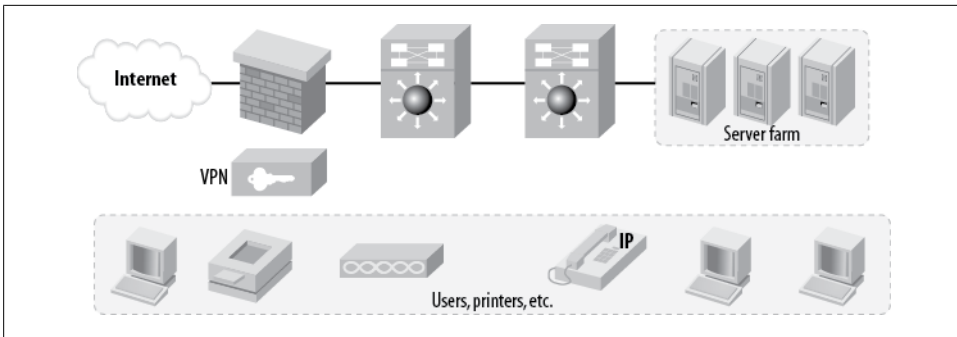 Internet
Server farm
VPN
IP
Users, printers, etc.